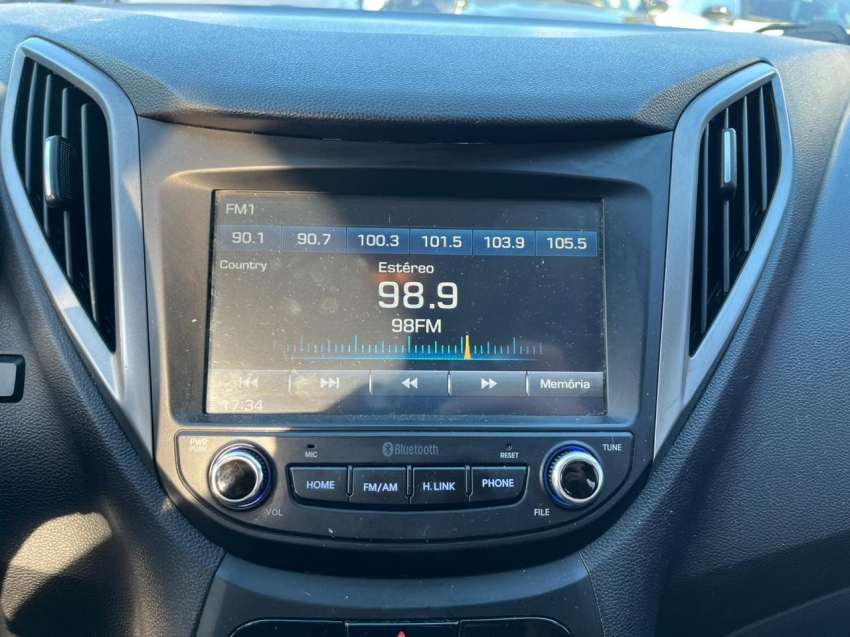 FM1
90.1 90.7 100.3 101.5 103.9 105.5
Country
Estéreo
98.9
98FM
Memória
17:34
PWR
PUSH
MIC
Bluetooth
RESET
TUNE
HOME FM/AM H.LINK PHONE
VOL
FILE